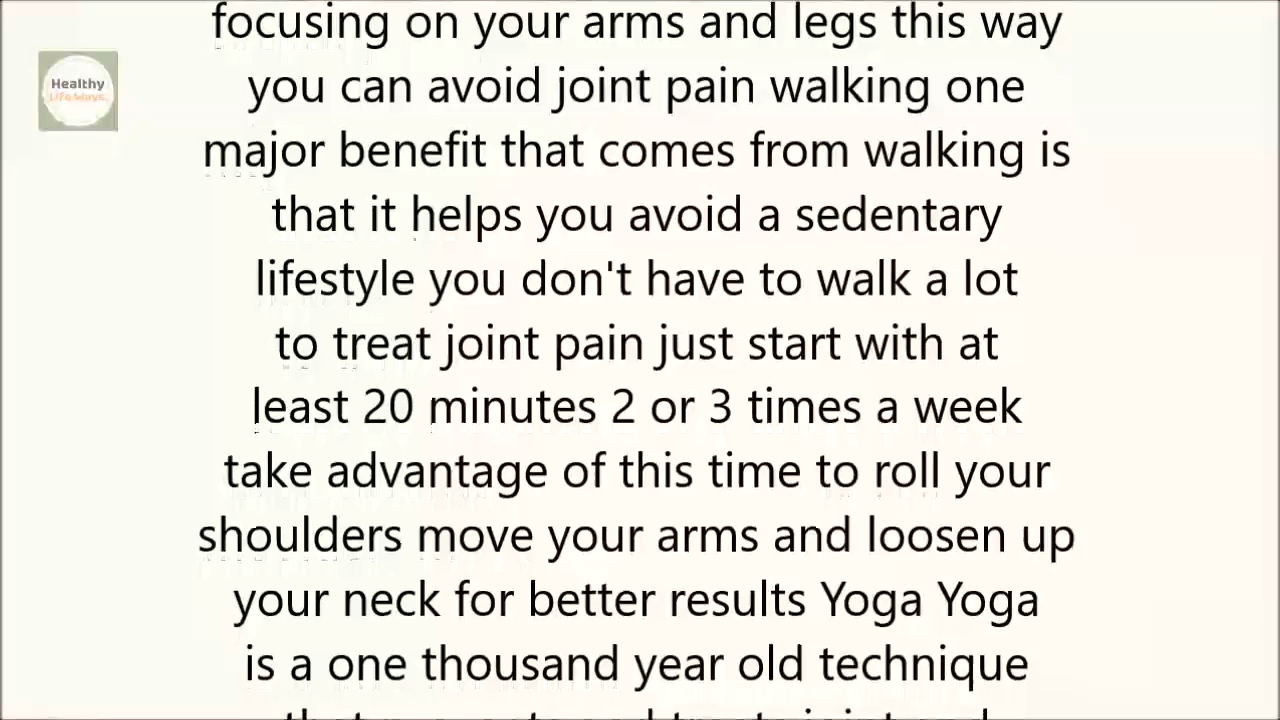 Healthy
Life Ways
focusing on your arms and legs this way
you can avoid joint pain walking one
major benefit that comes from walking is
that it helps you avoid a sedentary
lifestyle you don't have to walk a lot
to treat joint pain just start with at
least 20 minutes 2 or 3 times a week
take advantage of this time to roll your
shoulders move your arms and loosen up
your neck for better results Yoga Yoga
is a one thousand year old technique